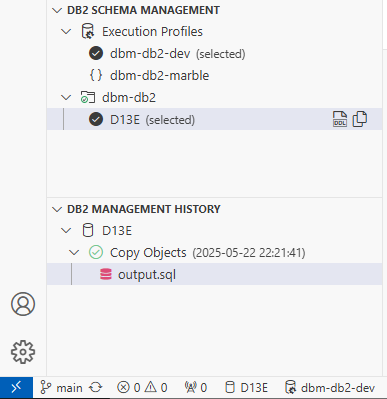 DB2 SCHEMA MANAGEMENT
Execution Profiles
dbm-db2-dev (selected)
{ } dbm-db2-marble
dbm-db2
D13E (selected) DDL
DB2 MANAGEMENT HISTORY
D13E
Copy Objects (2025-05-22 22:21:41)
output.sql
main 0 0 0 D13E dbm-db2-dev